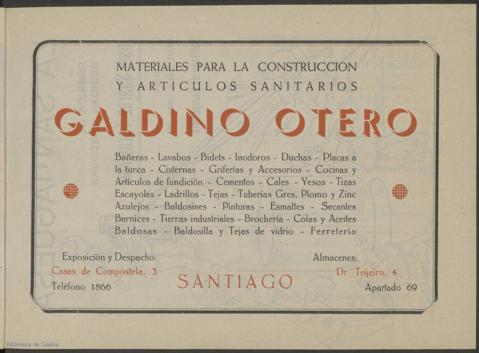 MATERIALES PARA LA CONSTRUCCION
Y ARTICULOS SANITARIOS
GALDINO OTERO
Bañeras - Lavabos - Bidets - Inodoros - Duchas - Placas a
la turca - Cisternas - Griferías y Accesorios - Cocinas y
Artículos de fundición - Cementos - Cales - Yesos - Tizas
Escayolas - Ladrillos - Tejas - Tuberías Gres, Plomo y Zinc
Azulejos - Baldosines - Pinturas - Esmaltes - Secantes
Barnices - Tierras industriales - Brochería - Colas y Aceites
Baldosas - Baldosilla y Tejas de vidrio - Ferretería
Exposición y Despacho:
Casas de Compostela, 3
Teléfono 1866
SANTIAGO
Almacenes:
Dr. Teijeiro, 4
Apartado 69
Biblioteca de Galicia